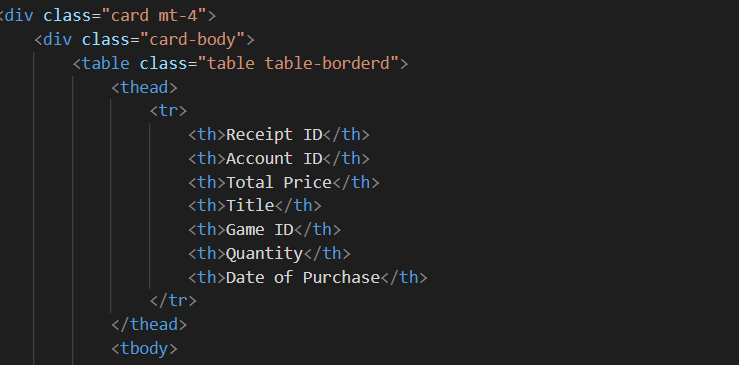 <div class="card mt-4">
<div class="card-body">
<table class="table table-borderd">
<thead>
<tr>
<th>Receipt ID</th>
<th>Account ID</th>
<th>Total Price</th>
<th>Title</th>
<th>Game ID</th>
<th>Quantity</th>
<th>Date of Purchase</th>
</tr>
</thead>
<tbody>